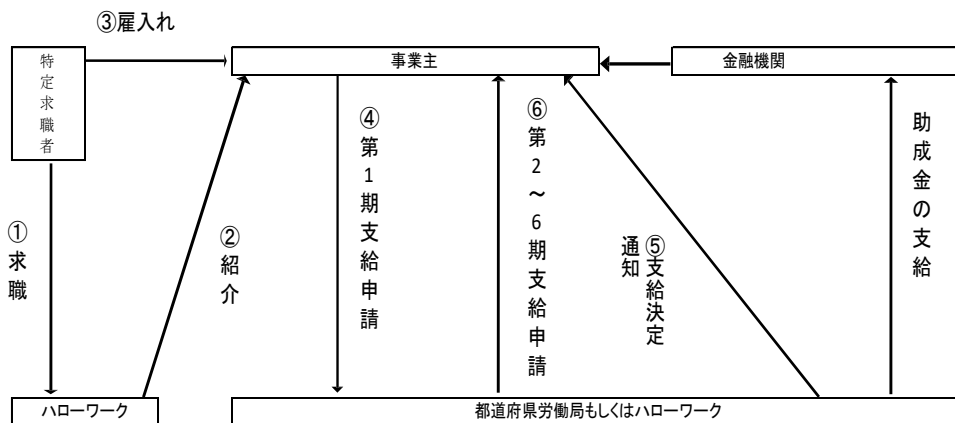 ③雇入れ
特定求職者
事業主
金融機関
①求職
②紹介
④第1期支給申請
⑥第2～6期支給申請
⑤支給決定
通知
助成金の支給
ハローワーク
都道府県労働局もしくはハローワーク